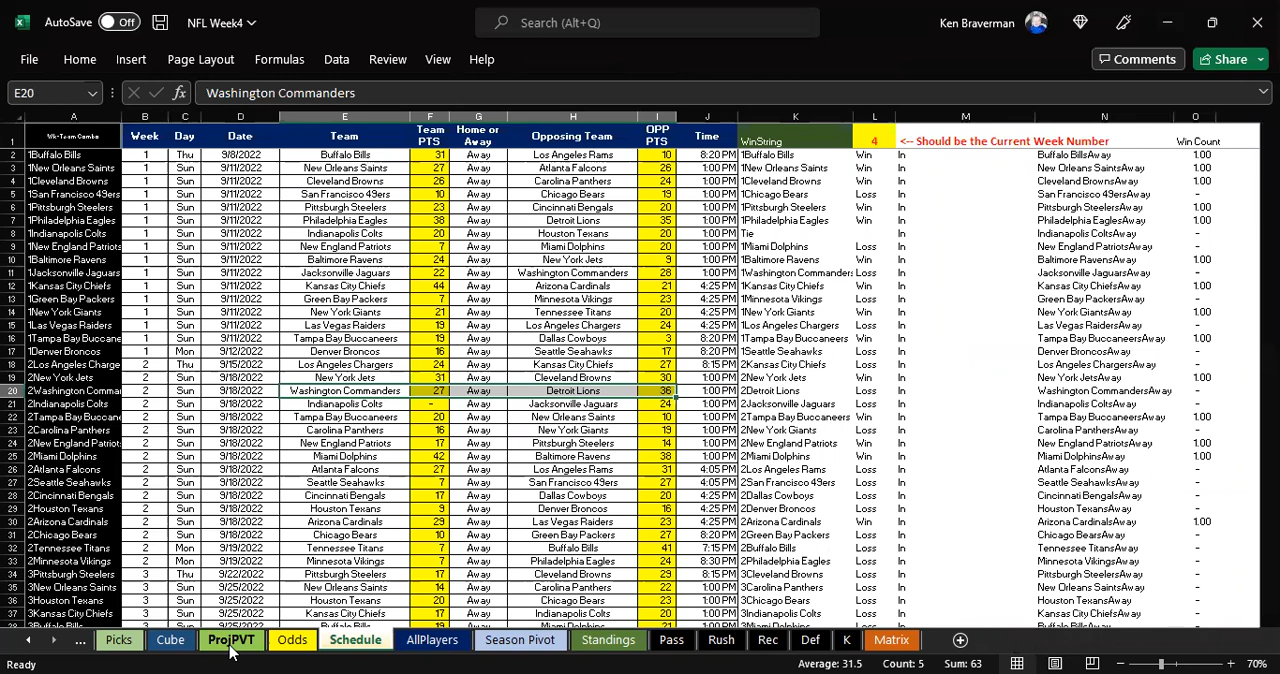 AutoSave Off NFL Week4 Search (Alt+Q) Ken Braverman
File Home Insert Page Layout Formulas Data Review View Help Comments Share
E20 fx Washington Commanders
A B C D E F G H I J K L M N O
1 Wk-Team Combo Week Day Date Team Team PTS Home or Away Opposing Team OPP PTS Time WinString 4 <-- Should be the Current Week Number Win Count
2 1Buffalo Bills 1 Thu 9/8/2022 Buffalo Bills 31 Away Los Angeles Rams 10 8:20 PM 1Buffalo Bills Win In Buffalo BillsAway 1.00
3 1New Orleans Saints 1 Sun 9/11/2022 New Orleans Saints 27 Away Atlanta Falcons 26 1:00 PM 1New Orleans Saints Win In New Orleans SaintsAway 1.00
4 1Cleveland Browns 1 Sun 9/11/2022 Cleveland Browns 26 Away Carolina Panthers 24 1:00 PM 1Cleveland Browns Win In Cleveland BrownsAway 1.00
5 1San Francisco 49ers 1 Sun 9/11/2022 San Francisco 49ers 10 Away Chicago Bears 19 1:00 PM 1Chicago Bears Loss In San Francisco 49ersAway -
6 1Pittsburgh Steelers 1 Sun 9/11/2022 Pittsburgh Steelers 23 Away Cincinnati Bengals 20 1:00 PM 1Pittsburgh Steelers Win In Pittsburgh SteelersAway 1.00
7 1Philadelphia Eagles 1 Sun 9/11/2022 Philadelphia Eagles 38 Away Detroit Lions 35 1:00 PM 1Philadelphia Eagles Win In Philadelphia EaglesAway 1.00
8 1Indianapolis Colts 1 Sun 9/11/2022 Indianapolis Colts 20 Away Houston Texans 20 1:00 PM Tie In Indianapolis ColtsAway -
9 1New England Patriots 1 Sun 9/11/2022 New England Patriots 7 Away Miami Dolphins 20 1:00 PM 1Miami Dolphins Loss In New England PatriotsAway -
10 1Baltimore Ravens 1 Sun 9/11/2022 Baltimore Ravens 24 Away New York Jets 9 1:00 PM 1Baltimore Ravens Win In Baltimore RavensAway 1.00
11 1Jacksonville Jaguars 1 Sun 9/11/2022 Jacksonville Jaguars 22 Away Washington Commanders 28 1:00 PM 1Washington Commanders Loss In Jacksonville JaguarsAway -
12 1Kansas City Chiefs 1 Sun 9/11/2022 Kansas City Chiefs 44 Away Arizona Cardinals 21 4:25 PM 1Kansas City Chiefs Win In Kansas City ChiefsAway 1.00
13 1Green Bay Packers 1 Sun 9/11/2022 Green Bay Packers 7 Away Minnesota Vikings 23 4:25 PM 1Minnesota Vikings Loss In Green Bay PackersAway -
14 1New York Giants 1 Sun 9/11/2022 New York Giants 21 Away Tennessee Titans 20 4:25 PM 1New York Giants Win In New York GiantsAway 1.00
15 1Las Vegas Raiders 1 Sun 9/11/2022 Las Vegas Raiders 19 Away Los Angeles Chargers 24 4:25 PM 1Los Angeles Chargers Loss In Las Vegas RaidersAway -
16 1Tampa Bay Buccaneers 1 Sun 9/11/2022 Tampa Bay Buccaneers 19 Away Dallas Cowboys 3 8:20 PM 1Tampa Bay Buccaneers Win In Tampa Bay BuccaneersAway 1.00
17 1Denver Broncos 1 Mon 9/12/2022 Denver Broncos 16 Away Seattle Seahawks 17 8:20 PM 1Seattle Seahawks Loss In Denver BroncosAway -
18 2Los Angeles Charge 2 Thu 9/15/2022 Los Angeles Chargers 24 Away Kansas City Chiefs 27 8:15 PM 2Kansas City Chiefs Loss In Los Angeles ChargersAway -
19 2New York Jets 2 Sun 9/18/2022 New York Jets 31 Away Cleveland Browns 30 1:00 PM 2New York Jets Win In New York JetsAway 1.00
20 2Washington Comman 2 Sun 9/18/2022 Washington Commanders 27 Away Detroit Lions 36 1:00 PM 2Detroit Lions Loss In Washington CommandersAway -
21 2Indianapolis Colts 2 Sun 9/18/2022 Indianapolis Colts - Away Jacksonville Jaguars 24 1:00 PM 2Jacksonville Jaguars Loss In Indianapolis ColtsAway -
22 2Tampa Bay Buccanee 2 Sun 9/18/2022 Tampa Bay Buccaneers 20 Away New Orleans Saints 10 1:00 PM 2Tampa Bay Buccaneers Win In Tampa Bay BuccaneersAway 1.00
23 2Carolina Panthers 2 Sun 9/18/2022 Carolina Panthers 16 Away New York Giants 19 1:00 PM 2New York Giants Loss In Carolina PanthersAway -
24 2New England Patriots 2 Sun 9/18/2022 New England Patriots 17 Away Pittsburgh Steelers 14 1:00 PM 2New England Patriots Win In New England PatriotsAway 1.00
25 2Miami Dolphins 2 Sun 9/18/2022 Miami Dolphins 42 Away Baltimore Ravens 38 1:00 PM 2Miami Dolphins Win In Miami DolphinsAway 1.00
26 2Atlanta Falcons 2 Sun 9/18/2022 Atlanta Falcons 27 Away Los Angeles Rams 31 4:05 PM 2Los Angeles Rams Loss In Atlanta FalconsAway -
27 2Seattle Seahawks 2 Sun 9/18/2022 Seattle Seahawks 7 Away San Francisco 49ers 27 4:05 PM 2San Francisco 49ers Loss In Seattle SeahawksAway -
28 2Cincinnati Bengals 2 Sun 9/18/2022 Cincinnati Bengals 17 Away Dallas Cowboys 20 4:25 PM 2Dallas Cowboys Loss In Cincinnati BengalsAway -
29 2Houston Texans 2 Sun 9/18/2022 Houston Texans 9 Away Denver Broncos 16 4:25 PM 2Denver Broncos Loss In Houston TexansAway -
30 2Arizona Cardinals 2 Sun 9/18/2022 Arizona Cardinals 29 Away Las Vegas Raiders 23 4:25 PM 2Arizona Cardinals Win In Arizona CardinalsAway 1.00
31 2Chicago Bears 2 Sun 9/18/2022 Chicago Bears 10 Away Green Bay Packers 27 8:20 PM 2Green Bay Packers Loss In Chicago BearsAway -
32 2Tennessee Titans 2 Mon 9/19/2022 Tennessee Titans 7 Away Buffalo Bills 41 7:15 PM 2Buffalo Bills Loss In Tennessee TitansAway -
33 2Minnesota Vikings 2 Mon 9/19/2022 Minnesota Vikings 7 Away Philadelphia Eagles 24 8:30 PM 2Philadelphia Eagles Loss In Minnesota VikingsAway -
34 3Pittsburgh Steelers 3 Thu 9/22/2022 Pittsburgh Steelers 17 Away Cleveland Browns 29 8:15 PM 3Cleveland Browns Loss In Pittsburgh SteelersAway -
35 3New Orleans Saints 3 Sun 9/25/2022 New Orleans Saints 14 Away Carolina Panthers 22 1:00 PM 3Carolina Panthers Loss In New Orleans SaintsAway -
36 3Houston Texans 3 Sun 9/25/2022 Houston Texans 20 Away Chicago Bears 23 1:00 PM 3Chicago Bears Loss In Houston TexansAway -
37 3Kansas City Chiefs 3 Sun 9/25/2022 Kansas City Chiefs 17 Away Indianapolis Colts 20 1:00 PM 3Indianapolis Colts Loss In Kansas City ChiefsAway -
... Picks Cube ProjPVT Odds Schedule AllPlayers Season Pivot Standings Pass Rush Rec Def K Matrix
Ready Average: 31.5 Count: 5 Sum: 63 70%